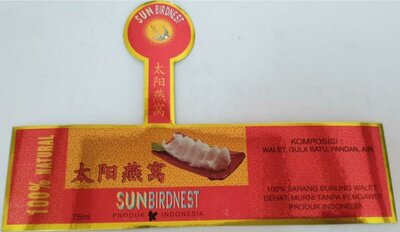 SUN BIRDNEST
太阳燕窝
100% NATURAL
太阳燕窝
SUNBIRDNEST
75ml
PRODUK INDONESIA
KOMPOSISI :
WALET, GULA BATU, PANDAN, AIR
100% SARANG BURUNG WALET
SEHAT, MURNI TANPA PENGAWET
PRODUK INDONESIA